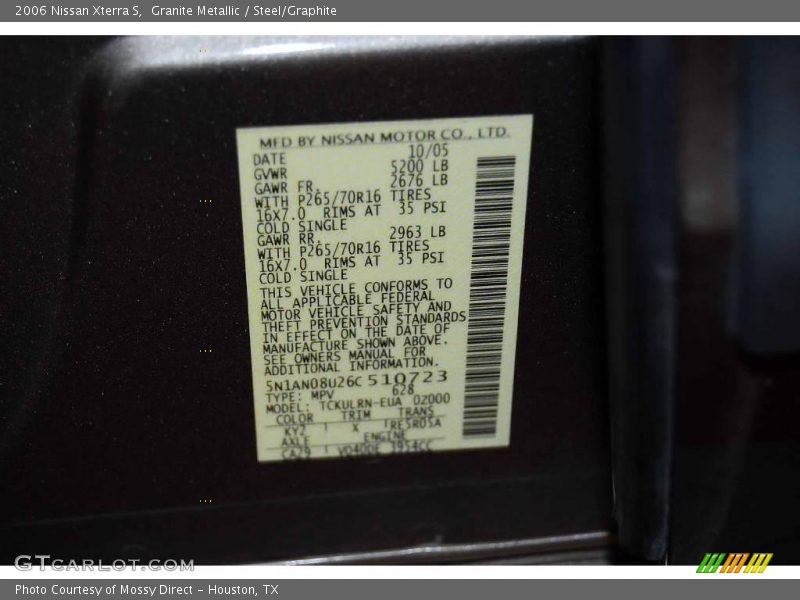 2006 Nissan Xterra S,  Granite Metallic / Steel/Graphite
MFD BY NISSAN MOTOR CO., LTD.
DATE 10/05
GVWR 5200 LB
GAWR FR. 2676 LB
WITH P265/70R16 TIRES
16X7.0 RIMS AT 35 PSI
COLD SINGLE
GAWR RR. 2963 LB
WITH P265/70R16 TIRES
16X7.0 RIMS AT 35 PSI
COLD SINGLE
THIS VEHICLE CONFORMS TO
ALL APPLICABLE FEDERAL
MOTOR VEHICLE SAFETY AND
THEFT PREVENTION STANDARDS
IN EFFECT ON THE DATE OF
MANUFACTURE SHOWN ABOVE.
SEE OWNERS MANUAL FOR
ADDITIONAL INFORMATION.
5N1AN08U26C510723
TYPE: MPV 628
MODEL: TCKULRN-EUA 02000
COLOR TRIM TRANS
KY2 X RE5R05A
AXLE ENGINE
CA29 VQ40DE 3954CC
GTcarlot.com
Photo Courtesy of Mossy Direct - Houston, TX